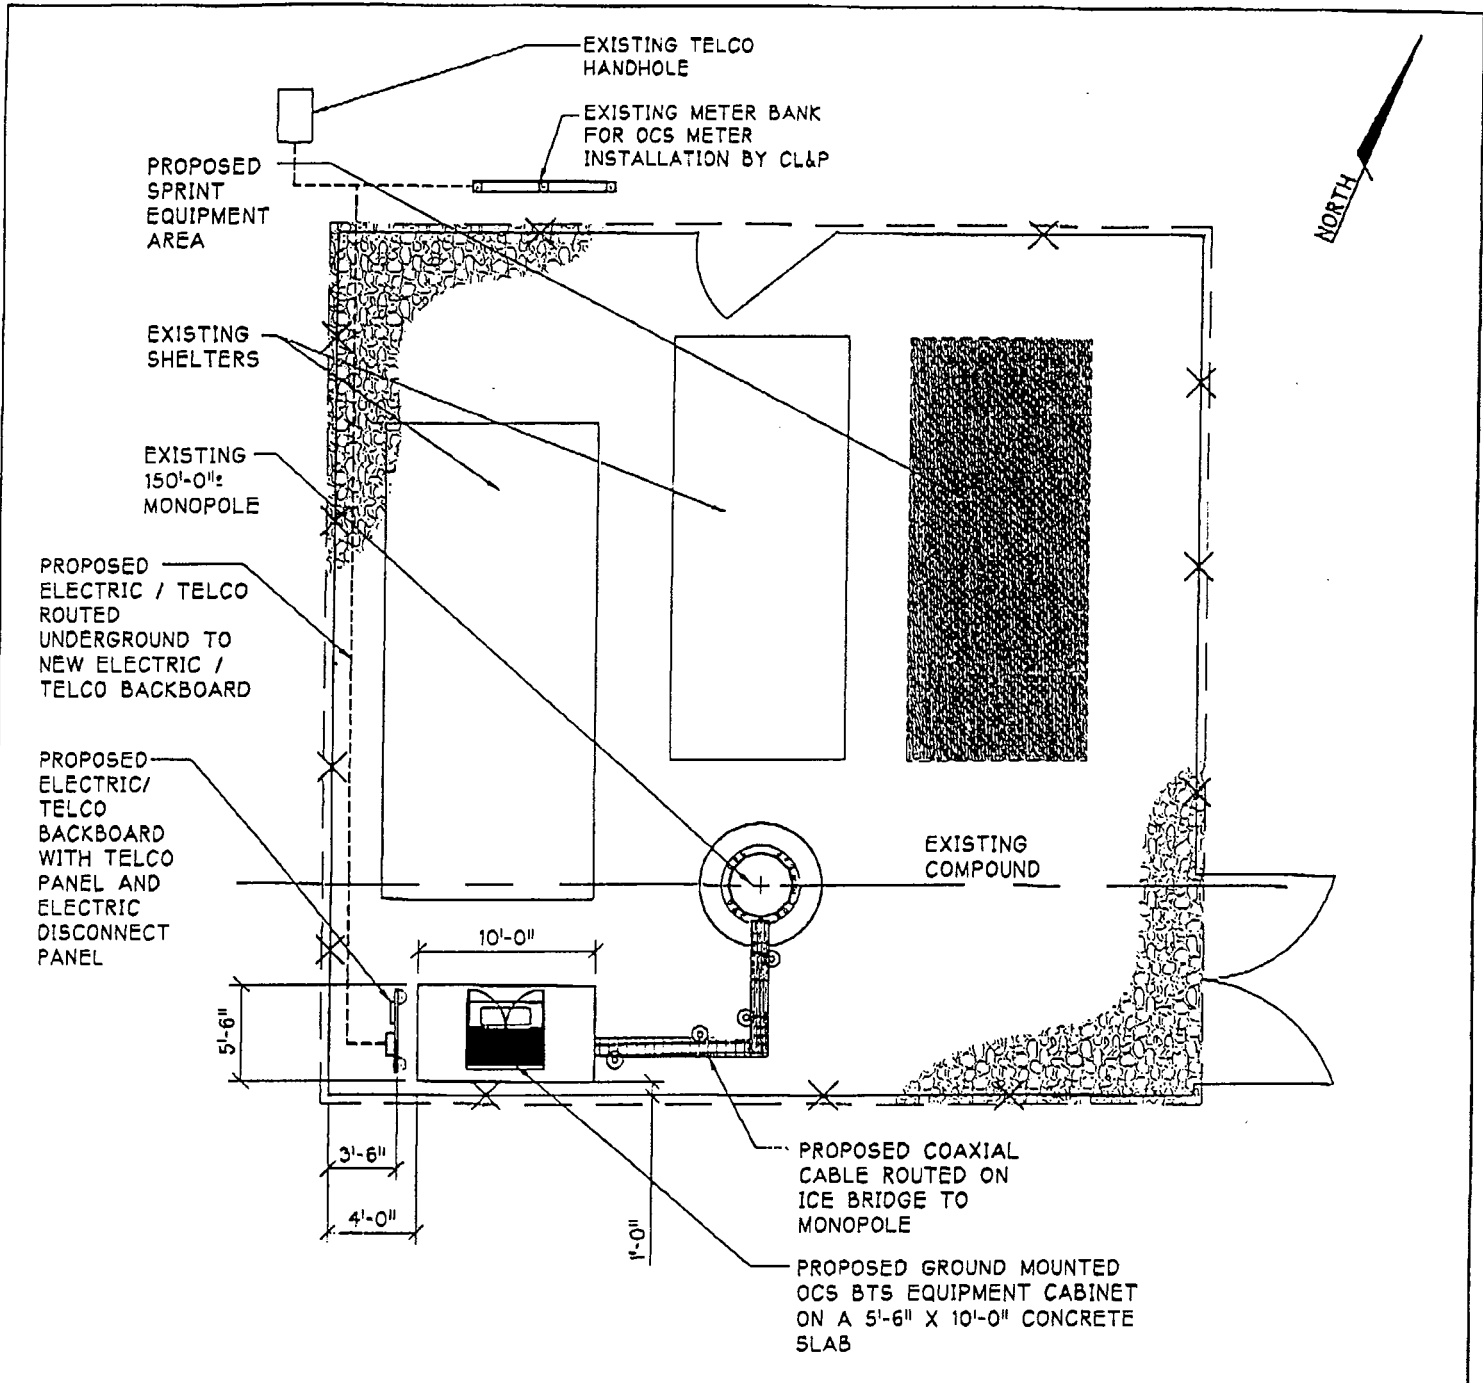 EXISTING TELCO
HANDHOLE
EXISTING METER BANK
FOR OCS METER
INSTALLATION BY CL&P
PROPOSED
SPRINT
EQUIPMENT
AREA
NORTH
EXISTING
SHELTERS
EXISTING
150'-0"±
MONOPOLE
PROPOSED
ELECTRIC / TELCO
ROUTED
UNDERGROUND TO
NEW ELECTRIC /
TELCO BACKBOARD
PROPOSED
ELECTRIC/
TELCO
BACKBOARD
WITH TELCO
PANEL AND
ELECTRIC
DISCONNECT
PANEL
EXISTING
COMPOUND
10'-0"
5'-6"
3'-6"
4'-0"
1'-0"
PROPOSED COAXIAL
CABLE ROUTED ON
ICE BRIDGE TO
MONOPOLE
PROPOSED GROUND MOUNTED
OCS BTS EQUIPMENT CABINET
ON A 5'-6" X 10'-0" CONCRETE
SLAB